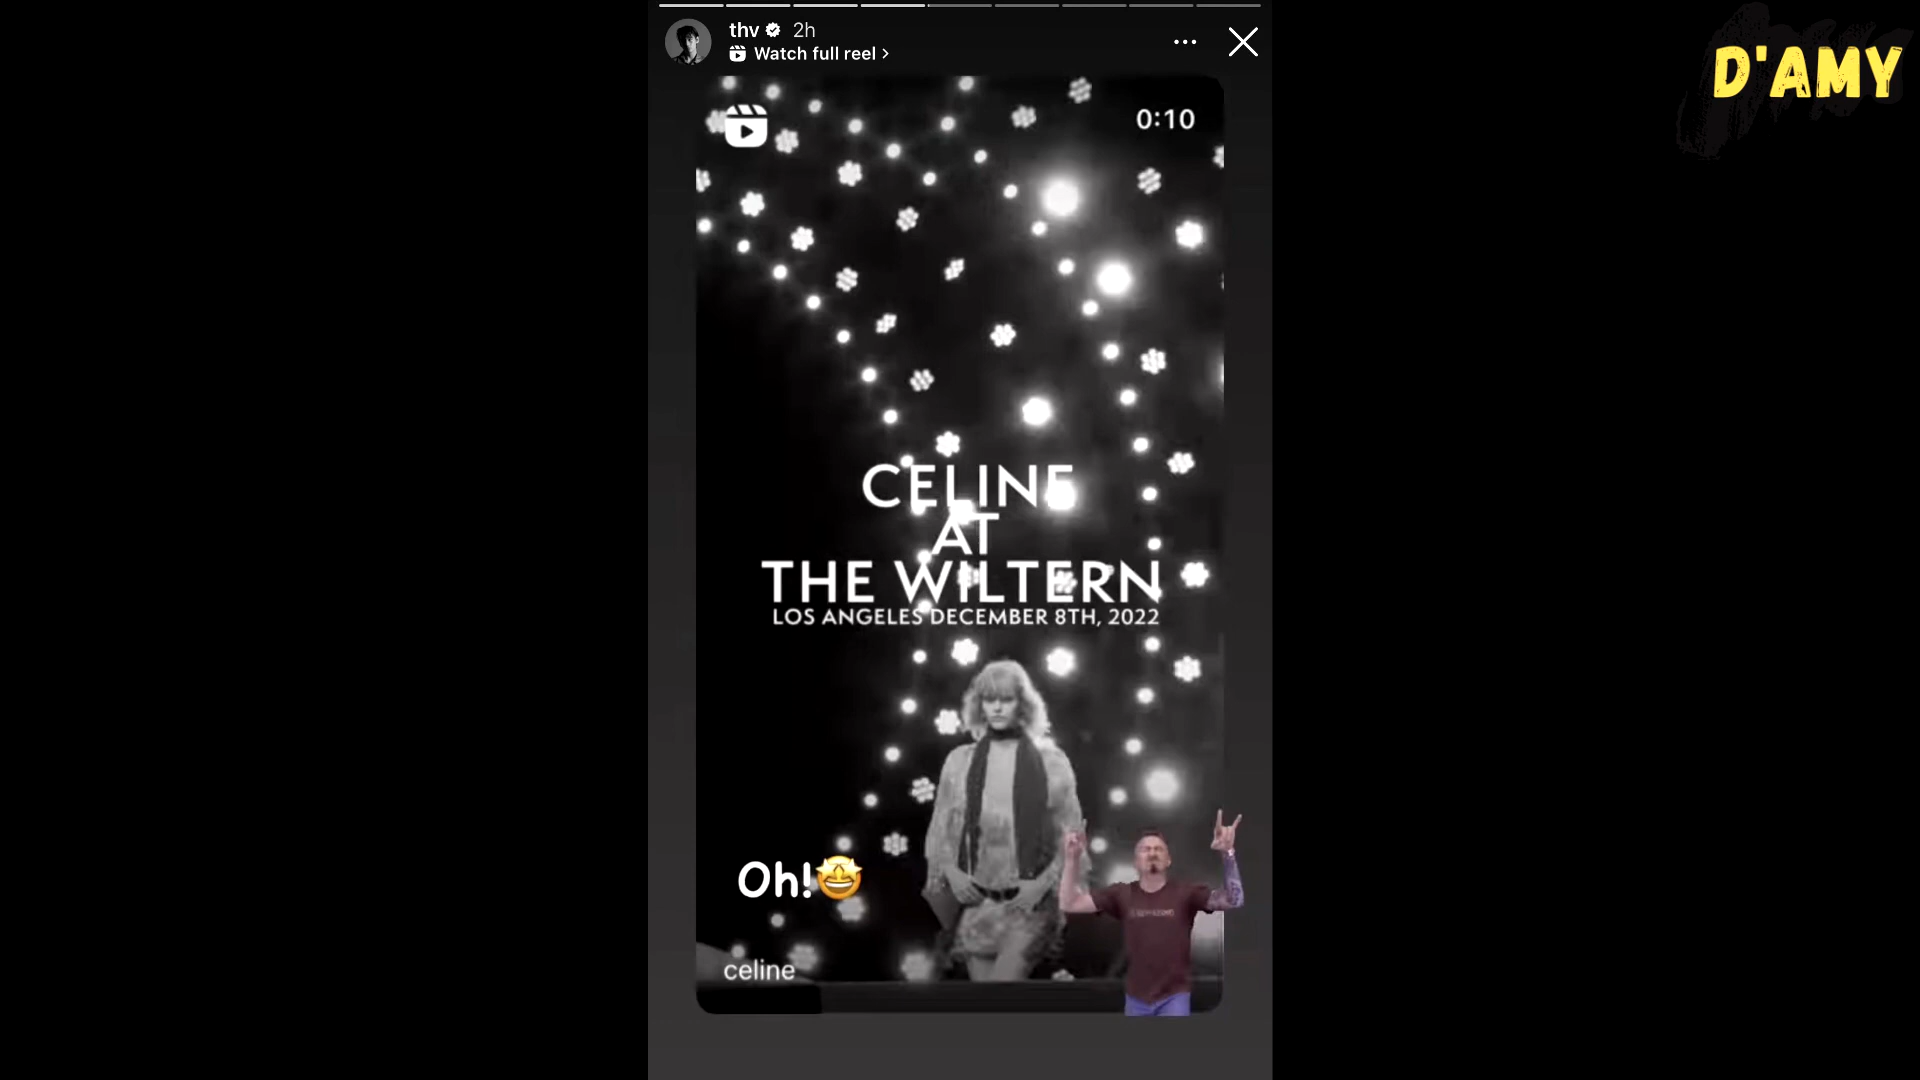 thv 2h
Watch full reel >
D'AMY
0:10
CELINE
AT
THE WILTERN
LOS ANGELES DECEMBER 8TH, 2022
Oh!🤩
celine